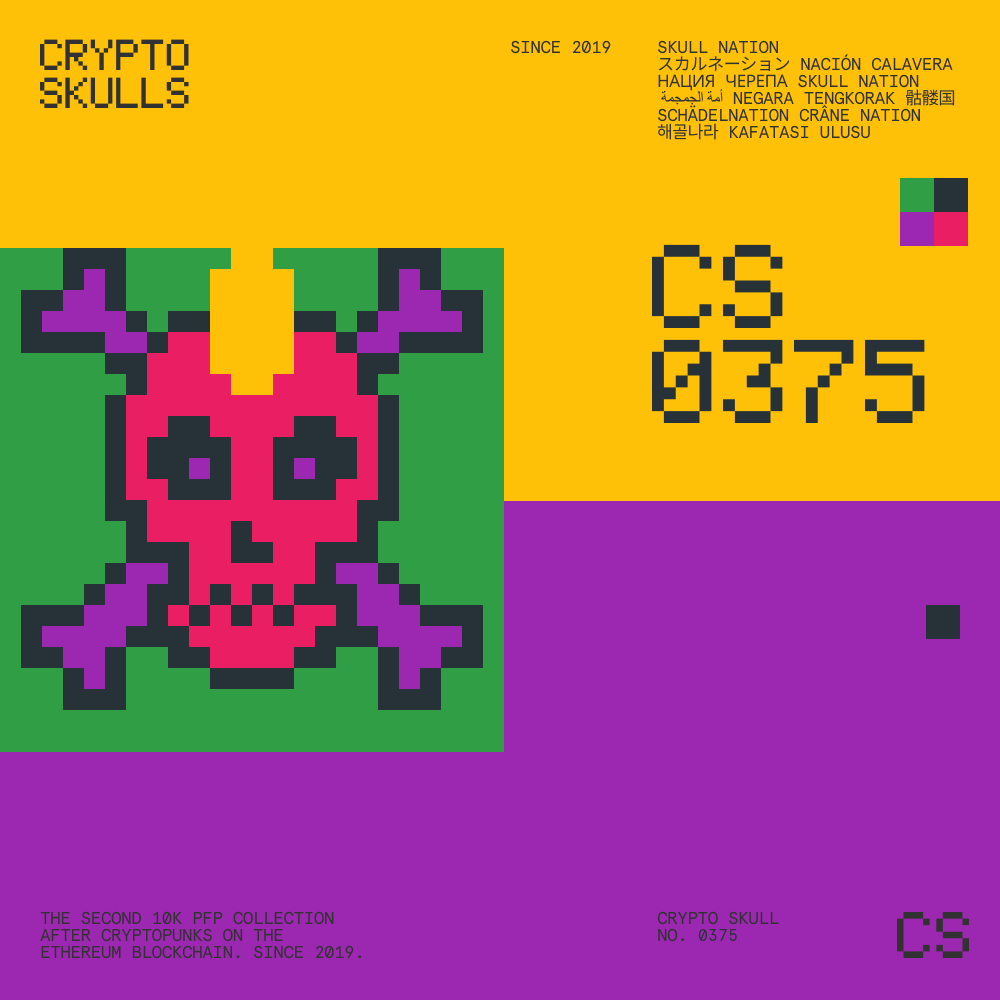 CRYPTO
SKULLS
SINCE 2019
SKULL NATION
スカルネーション NACIÓN CALAVERA
НАЦИЯ ЧЕРЕПА SKULL NATION
أمة الجمجمة NEGARA TENGKORAK 骷髅国
SCHÄDELNATION CRÂNE NATION
해골나라 KAFATASI ULUSU
CS
0375
THE SECOND 10K PFP COLLECTION
AFTER CRYPTOPUNKS ON THE
ETHEREUM BLOCKCHAIN. SINCE 2019.
CRYPTO SKULL
NO. 0375
CS